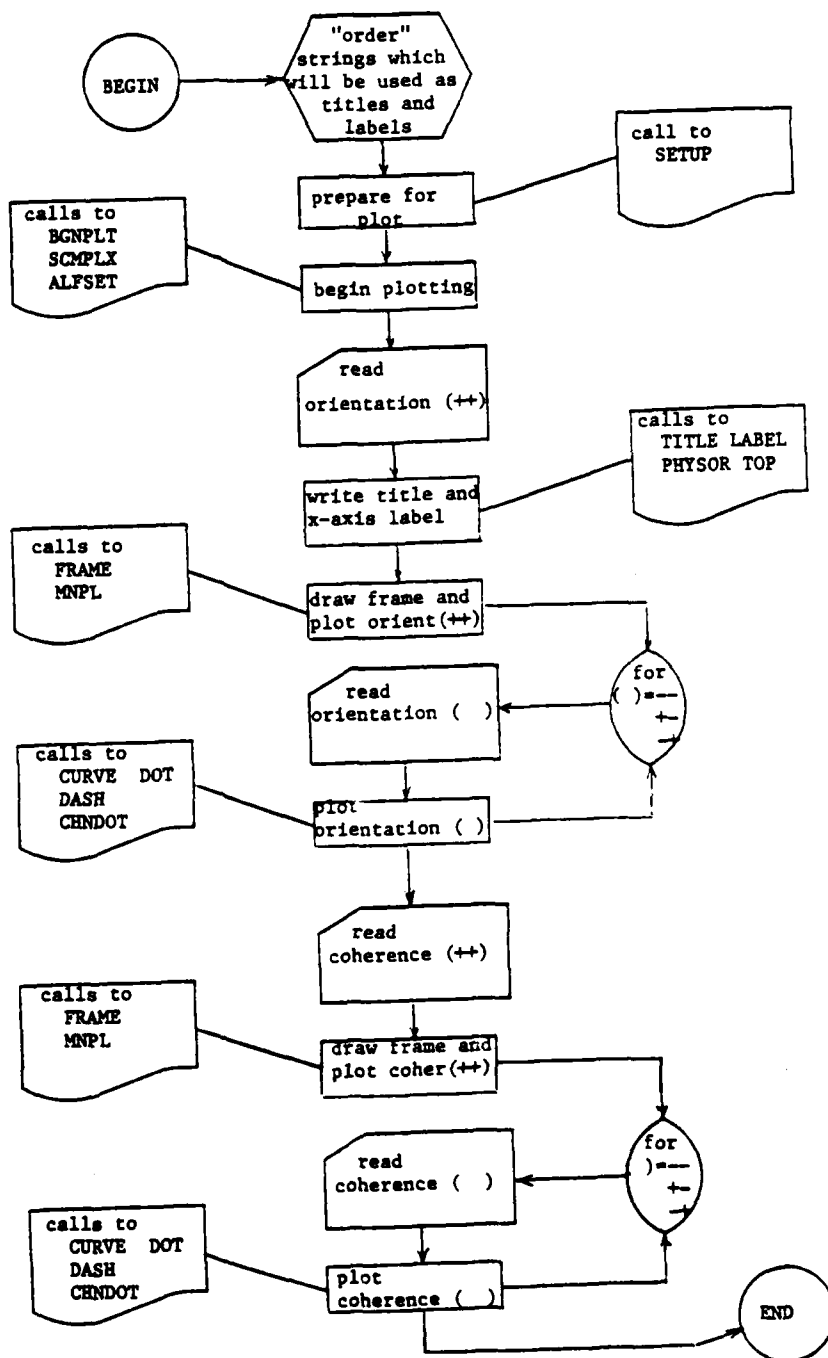 BEGIN
"order"
strings which
will be used as
titles and
labels
call to
SETUP
prepare for
plot
calls to
BGNPLT
SCMPLX
ALFSET
begin plotting
read
orientation (++)
calls to
TITLE LABEL
PHYSOR TOP
write title and
x-axis label
calls to
FRAME
MNPL
draw frame and
plot orient(++)
for
( )=--
+-
-+
read
orientation ( )
calls to
CURVE DOT
DASH
CHNDOT
plot
orientation ( )
read
coherence (++)
calls to
FRAME
MNPL
draw frame and
plot coher(++)
for
)=--
+-
-+
read
coherence ( )
calls to
CURVE DOT
DASH
CHNDOT
plot
coherence ( )
END